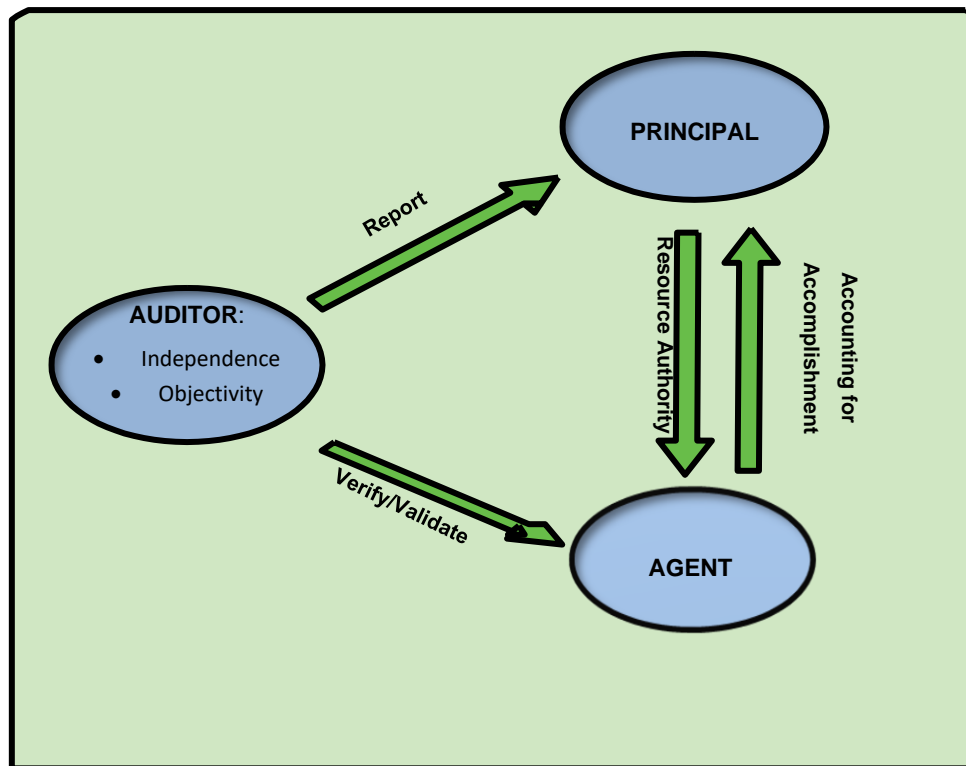 PRINCIPAL
Report
AUDITOR:
• Independence
• Objectivity
Resource Authority
Accounting for
Accomplishment
Verify/Validate
AGENT